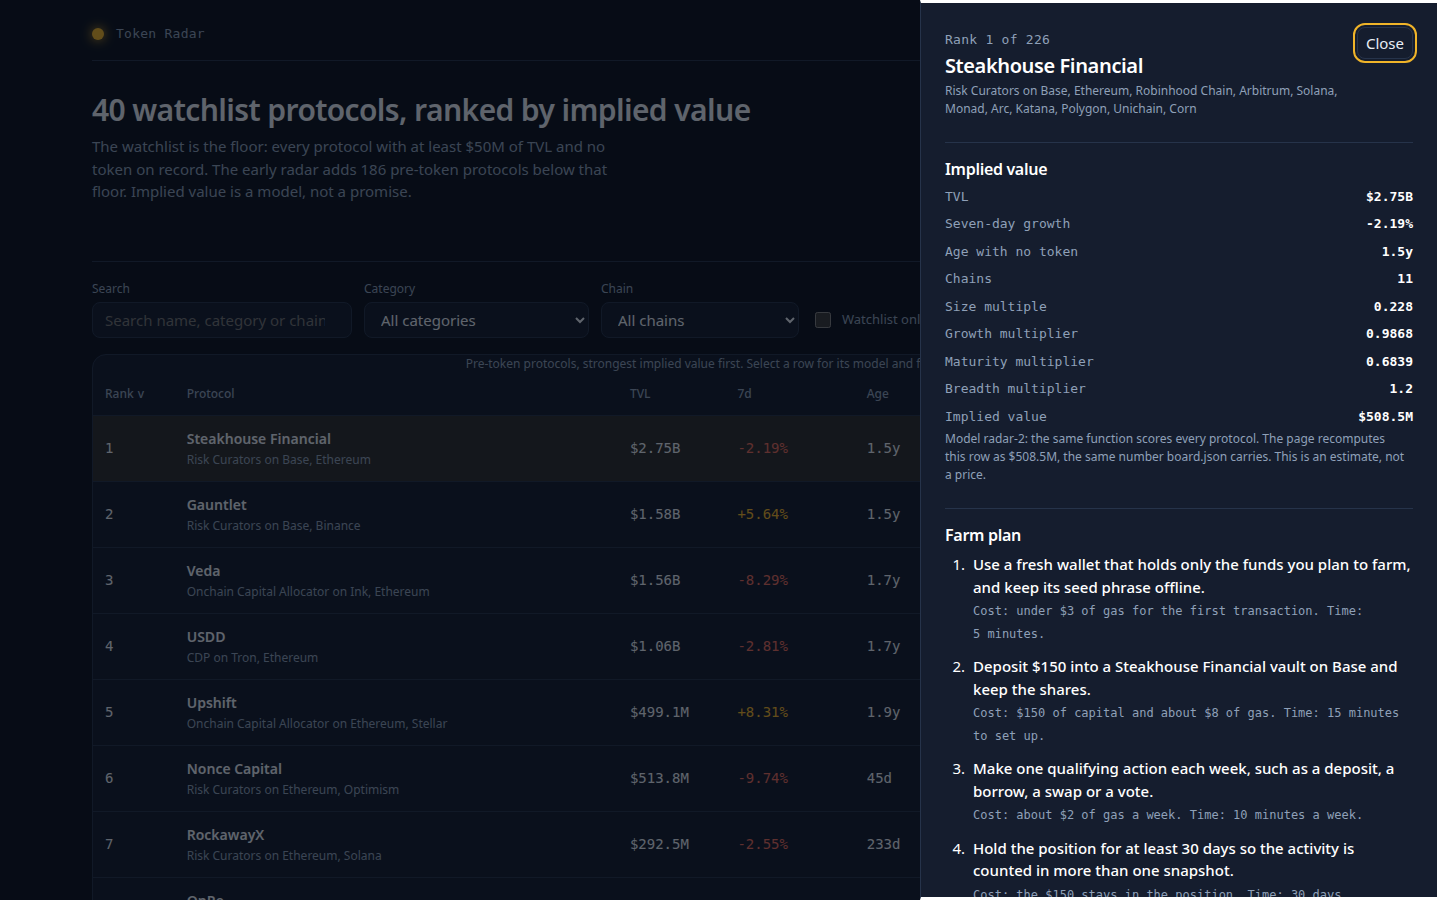 Token Radar
40 watchlist protocols, ranked by implied value
The watchlist is the floor: every protocol with at least $50M of TVL and no
token on record. The early radar adds 186 pre-token protocols below that
floor. Implied value is a model, not a promise.
Search
Category
Chain
Search name, category or chain
All categories
All chains
Watchlist onl
Pre-token protocols, strongest implied value first. Select a row for its model and f
Rank v
Protocol
TVL
7d
Age
1
Steakhouse Financial
Risk Curators on Base, Ethereum
$2.75B
-2.19%
1.5y
2
Gauntlet
Risk Curators on Base, Binance
$1.58B
+5.64%
1.5y
3
Veda
Onchain Capital Allocator on Ink, Ethereum
$1.56B
-8.29%
1.7y
4
USDD
CDP on Tron, Ethereum
$1.06B
-2.81%
1.7y
5
Upshift
Onchain Capital Allocator on Ethereum, Stellar
$499.1M
+8.31%
1.9y
6
Nonce Capital
Risk Curators on Ethereum, Optimism
$513.8M
-9.74%
45d
7
RockawayX
Risk Curators on Ethereum, Solana
$292.5M
-2.55%
233d
Rank 1 of 226
Close
Steakhouse Financial
Risk Curators on Base, Ethereum, Robinhood Chain, Arbitrum, Solana,
Monad, Arc, Katana, Polygon, Unichain, Corn
Implied value
TVL $2.75B
Seven-day growth -2.19%
Age with no token 1.5y
Chains 11
Size multiple 0.228
Growth multiplier 0.9868
Maturity multiplier 0.6839
Breadth multiplier 1.2
Implied value $508.5M
Model radar-2: the same function scores every protocol. The page recomputes
this row as $508.5M, the same number board.json carries. This is an estimate, not
a price.
Farm plan
1. Use a fresh wallet that holds only the funds you plan to farm,
and keep its seed phrase offline.
Cost: under $3 of gas for the first transaction. Time:
5 minutes.
2. Deposit $150 into a Steakhouse Financial vault on Base and
keep the shares.
Cost: $150 of capital and about $8 of gas. Time: 15 minutes
to set up.
3. Make one qualifying action each week, such as a deposit, a
borrow, a swap or a vote.
Cost: about $2 of gas a week. Time: 10 minutes a week.
4. Hold the position for at least 30 days so the activity is
counted in more than one snapshot.
Cost: the $150 stays in the position. Time: 30 days